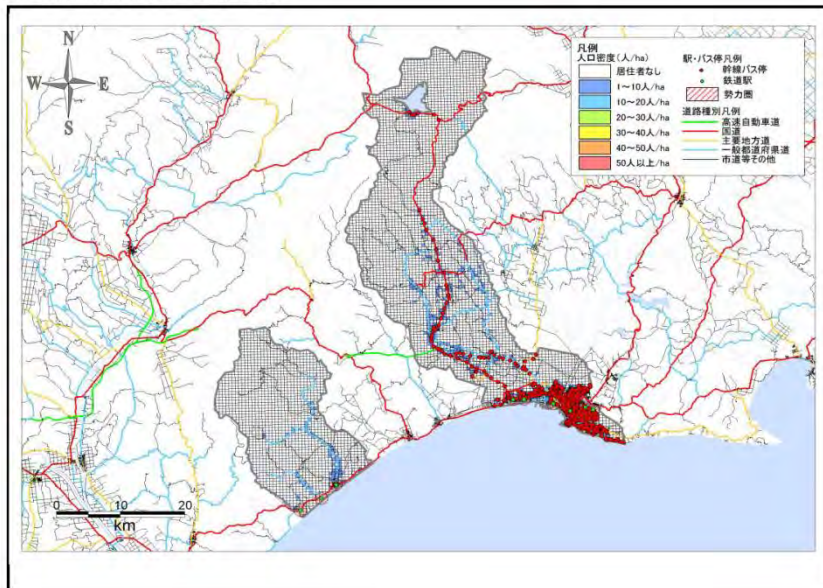 N
W E
S
凡例
人口密度(人/ha)
居住者なし
1~10人/ha
10~20人/ha
20~30人/ha
30~40人/ha
40~50人/ha
50人以上/ha
駅・バス停凡例
幹線バス停
鉄道駅
勢力圏
道路種別凡例
高速自動車道
国道
主要地方道
一般都道府県道
市道等その他
0 10 20
km